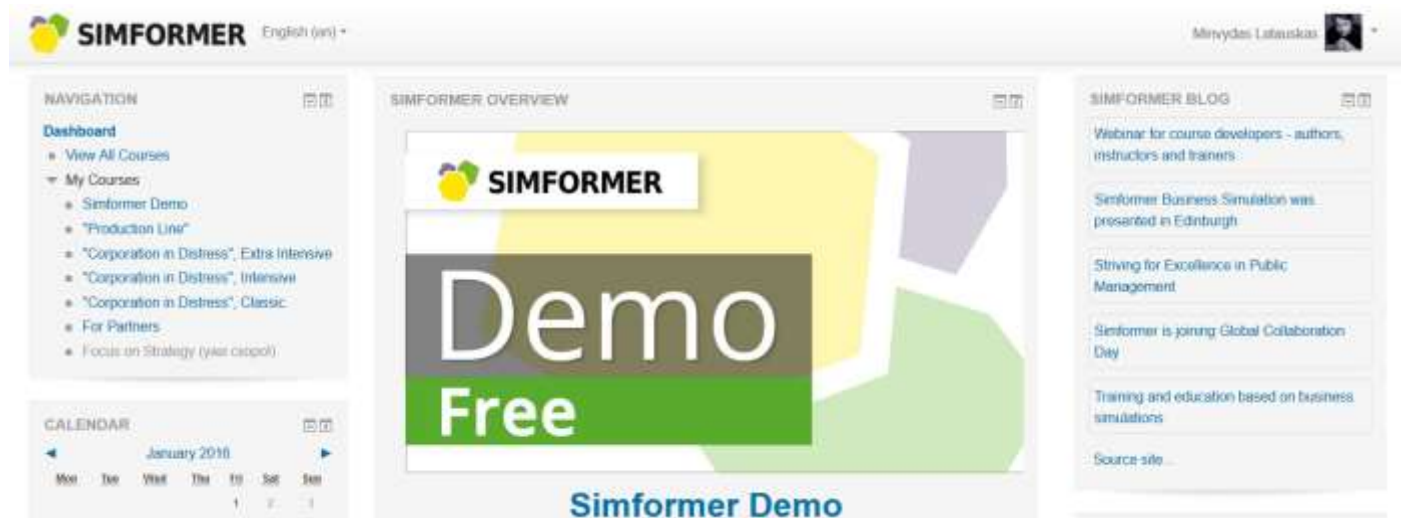 SIMFORMER English (en)
Minvydas Latauskas
NAVIGATION
Dashboard
View All Courses
My Courses
Simformer Demo
"Production Line"
"Corporation in Distress", Extra Intensive
"Corporation in Distress", Intensive
"Corporation in Distress", Classic
For Partners
Focus on Strategy
CALENDAR
January 2016
Mon Tue Wed Thu Fri Sat Sun
1 2 3
SIMFORMER OVERVIEW
SIMFORMER
Demo
Free
Simformer Demo
SIMFORMER BLOG
Webinar for course developers - authors,
instructors and trainers
Simformer Business Simulation was
presented in Edinburgh
Striving for Excellence in Public
Management
Simformer is joining Global Collaboration
Day
Training and education based on business
simulations
Source site...